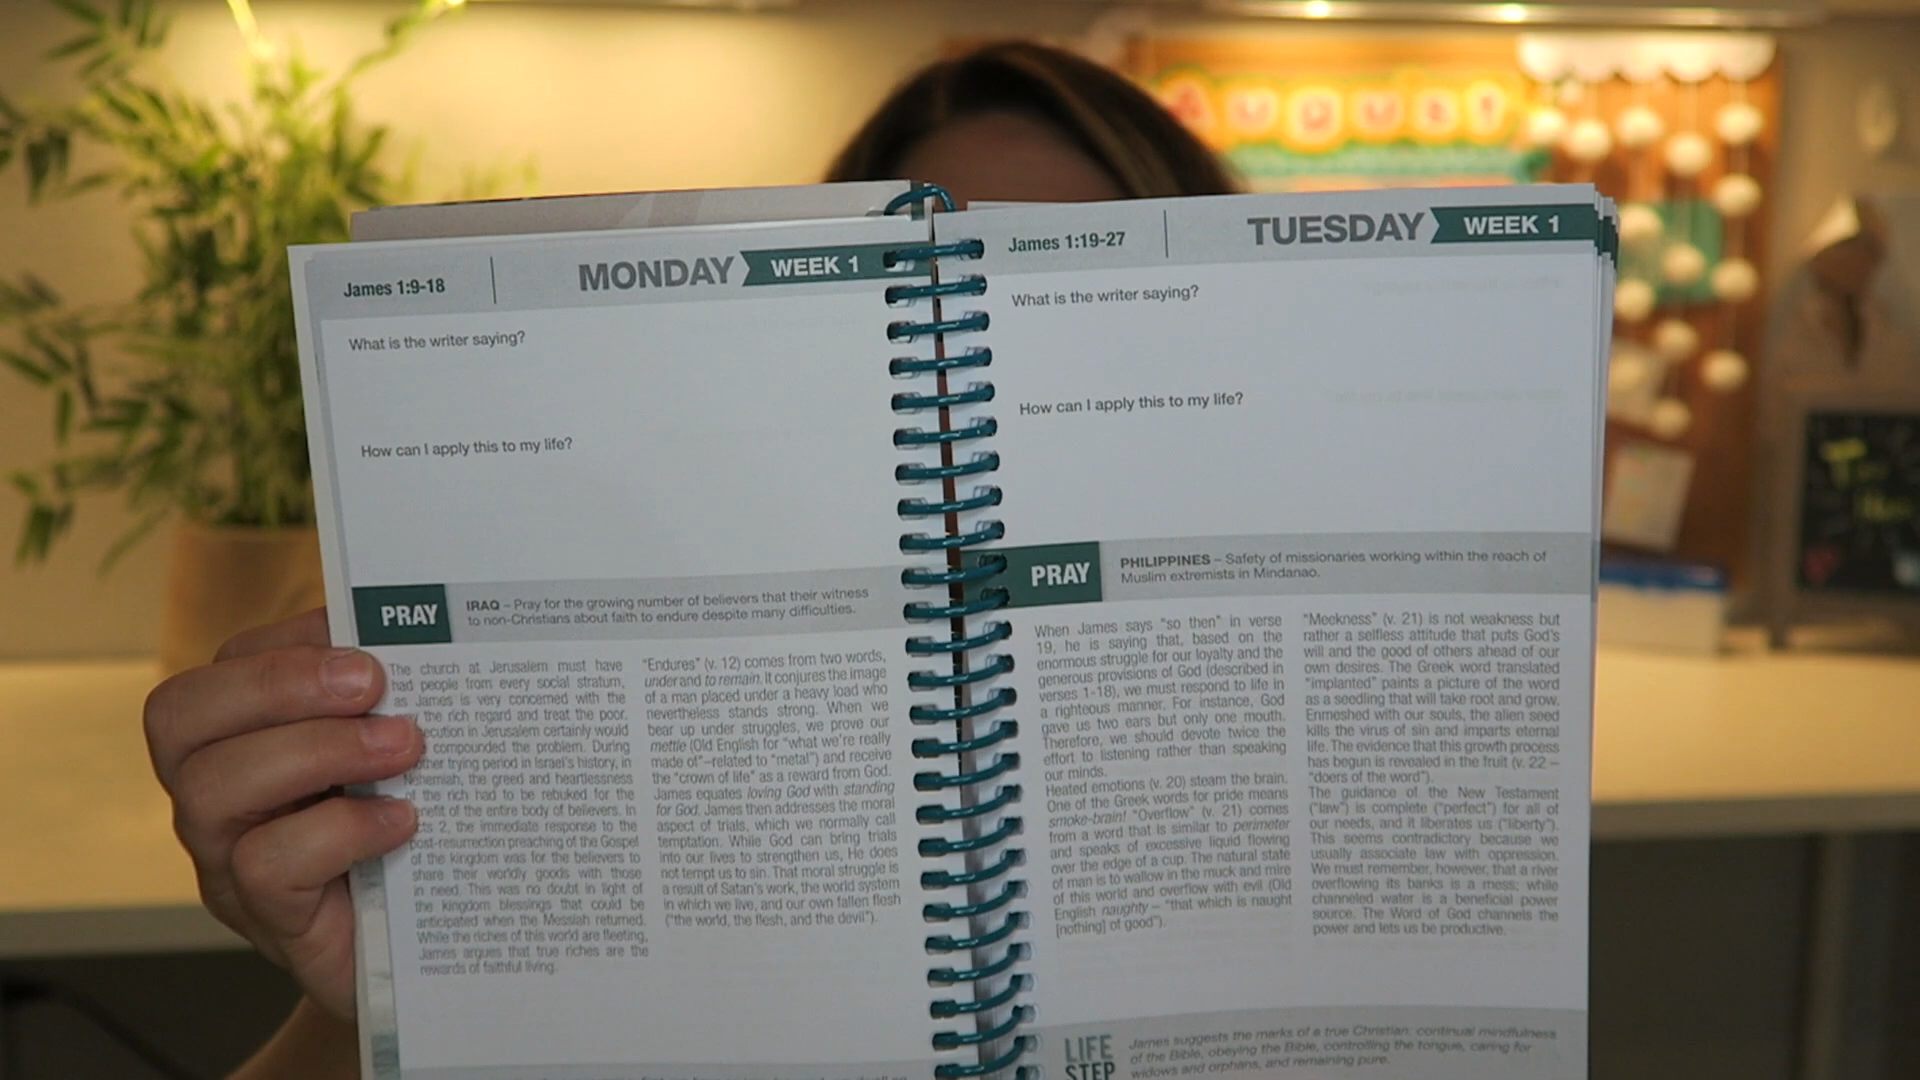 August
James 1:9-18
MONDAY
WEEK 1
What is the writer saying?
How can I apply this to my life?
PRAY
IRAQ – Pray for the growing number of believers that their witness
to non-Christians about faith to endure despite many difficulties.
The church at Jerusalem must have
had people from every social stratum,
as James is very concerned with the
the rich regard and treat the poor.
ecution in Jerusalem certainly would
compounded the problem. During
other trying period in Israel's history, in
Nehemiah, the greed and heartlessness
of the rich had to be rebuked for the
enefit of the entire body of believers. In
cts 2, the immediate response to the
post-resurrection preaching of the Gospel
of the kingdom was for the believers to
share their worldly goods with those
in need. This was no doubt in light of
the kingdom blessings that could be
anticipated when the Messiah returned.
While the riches of this world are fleeting,
James argues that true riches are the
rewards of faithful living.
"Endures" (v. 12) comes from two words,
under and to remain. It conjures the image
of a man placed under a heavy load who
nevertheless stands strong. When we
bear up under struggles, we prove our
mettle (Old English for "what we're really
made of"–related to "metal") and receive
the "crown of life" as a reward from God.
James equates loving God with standing
for God. James then addresses the moral
aspect of trials, which we normally call
temptation. While God can bring trials
into our lives to strengthen us, He does
not tempt us to sin. That moral struggle is
a result of Satan's work, the world system
in which we live, and our own fallen flesh
("the world, the flesh, and the devil").
James 1:19-27
TUESDAY
WEEK 1
What is the writer saying?
How can I apply this to my life?
PRAY
PHILIPPINES – Safety of missionaries working within the reach of
Muslim extremists in Mindanao.
When James says "so then" in verse
19, he is saying that, based on the
enormous struggle for our loyalty and the
generous provisions of God (described in
verses 1-18), we must respond to life in
a righteous manner. For instance, God
gave us two ears but only one mouth.
Therefore, we should devote twice the
effort to listening rather than speaking
our minds.
Heated emotions (v. 20) steam the brain.
One of the Greek words for pride means
smoke-brain! "Overflow" (v. 21) comes
from a word that is similar to perimeter
and speaks of excessive liquid flowing
over the edge of a cup. The natural state
of man is to wallow in the muck and mire
of this world and overflow with evil (Old
English naughty – "that which is naught
[nothing] of good").
"Meekness" (v. 21) is not weakness but
rather a selfless attitude that puts God's
will and the good of others ahead of our
own desires. The Greek word translated
"implanted" paints a picture of the word
as a seedling that will take root and grow.
Enmeshed with our souls, the alien seed
kills the virus of sin and imparts eternal
life. The evidence that this growth process
has begun is revealed in the fruit (v. 22 –
"doers of the word").
The guidance of the New Testament
("law") is complete ("perfect") for all of
our needs, and it liberates us ("liberty").
This seems contradictory because we
usually associate law with oppression.
We must remember, however, that a river
overflowing its banks is a mess; while
channeled water is a beneficial power
source. The Word of God channels the
power and lets us be productive.
LIFE
STEP
James suggests the marks of a true Christian: continual mindfulness
of the Bible, obeying the Bible, controlling the tongue, caring for
widows and orphans, and remaining pure.